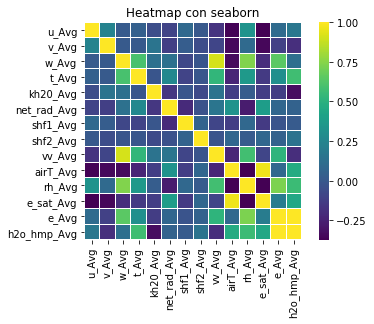 Heatmap con seaborn
u_Avg
v_Avg
w_Avg
t_Avg
kh20_Avg
net_rad_Avg
shf1_Avg
shf2_Avg
vv_Avg
airT_Avg
rh_Avg
e_sat_Avg
e_Avg
h2o_hmp_Avg
u_Avg
v_Avg
w_Avg
t_Avg
kh20_Avg
net_rad_Avg
shf1_Avg
shf2_Avg
vv_Avg
airT_Avg
rh_Avg
e_sat_Avg
e_Avg
h2o_hmp_Avg
1.00
0.75
0.50
0.25
0.00
−0.25